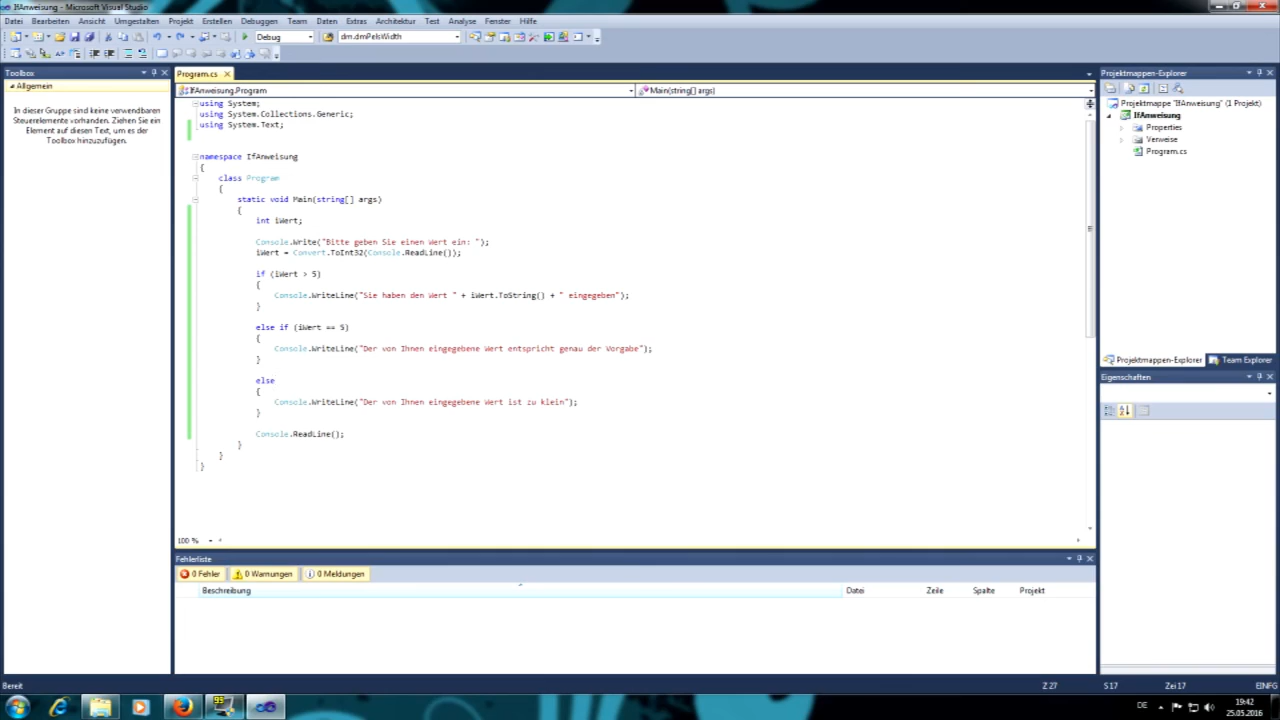 IfAnweisung - Microsoft Visual Studio
Datei Bearbeiten Ansicht Umgestalten Projekt Erstellen Debuggen Team Daten Extras Architektur Test Analyse Fenster Hilfe
Debug dm.dmPelsWidth
Toolbox
Allgemein
In dieser Gruppe sind keine verwendbaren
Steuerelemente vorhanden. Ziehen Sie ein
Element auf diesen Text, um es der
Toolbox hinzuzufügen.
Program.cs
IfAnweisung.Program
Main(string[] args)
using System;
using System.Collections.Generic;
using System.Text;
namespace IfAnweisung
{
class Program
{
static void Main(string[] args)
{
int iWert;
Console.Write("Bitte geben Sie einen Wert ein: ");
iWert = Convert.ToInt32(Console.ReadLine());
if (iWert > 5)
{
Console.WriteLine("Sie haben den Wert " + iWert.ToString() + " eingegeben");
}
else if (iWert == 5)
{
Console.WriteLine("Der von Ihnen eingegebene Wert entspricht genau der Vorgabe");
}
else
{
Console.WriteLine("Der von Ihnen eingegebene Wert ist zu klein");
}
Console.ReadLine();
}
}
}
100 %
Projektmappen-Explorer
Projektmappe "IfAnweisung" (1 Projekt)
IfAnweisung
Properties
Verweise
Program.cs
Projektmappen-Explorer Team Explorer
Eigenschaften
Fehlerliste
0 Fehler 0 Warnungen 0 Meldungen
Beschreibung Datei Zeile Spalte Projekt
Bereit Z 27 S 17 Zei 17 EINFG
99
DE
19:42
25.05.2016